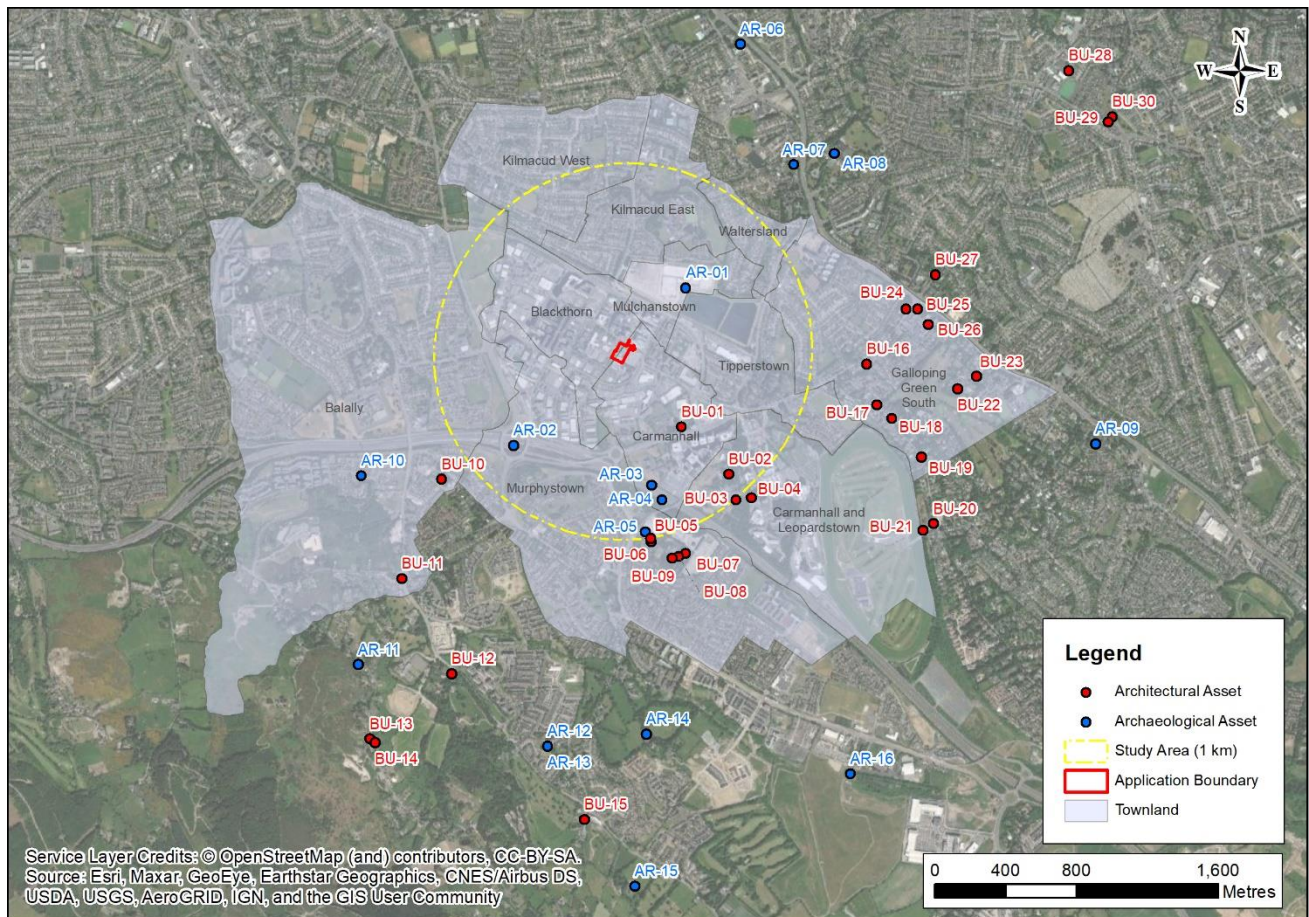 AR-06
N
BU-28
W
E
S
BU-30
BU-29
AR-07
AR-08
Kilmacud West
Kilmacud East
Waltersland
AR-01
BU-27
Mulchanstown
Blackthorn
BU-24
BU-25
BU-26
BU-16
Tipperstown
BU-23
Galloping
Green
South
BU-22
Balally
BU-17
BU-18
BU-01
Carmanhall
AR-02
AR-09
BU-19
BU-02
AR-10
BU-10
AR-03
Murphystown
AR-04
BU-03
BU-04
Carmanhall and
Leopardstown
BU-20
BU-21
AR-05
BU-05
BU-06
BU-07
BU-09
BU-08
BU-11
AR-11
BU-12
BU-13
BU-14
AR-12
AR-13
AR-14
AR-16
BU-15
AR-15
Legend
Architectural Asset
Archaeological Asset
Study Area (1 km)
Application Boundary
Townland
0 400 800 1,600
Metres
Service Layer Credits: © OpenStreetMap (and) contributors, CC-BY-SA.
Source: Esri, Maxar, GeoEye, Earthstar Geographics, CNES/Airbus DS,
USDA, USGS, AeroGRID, IGN, and the GIS User Community